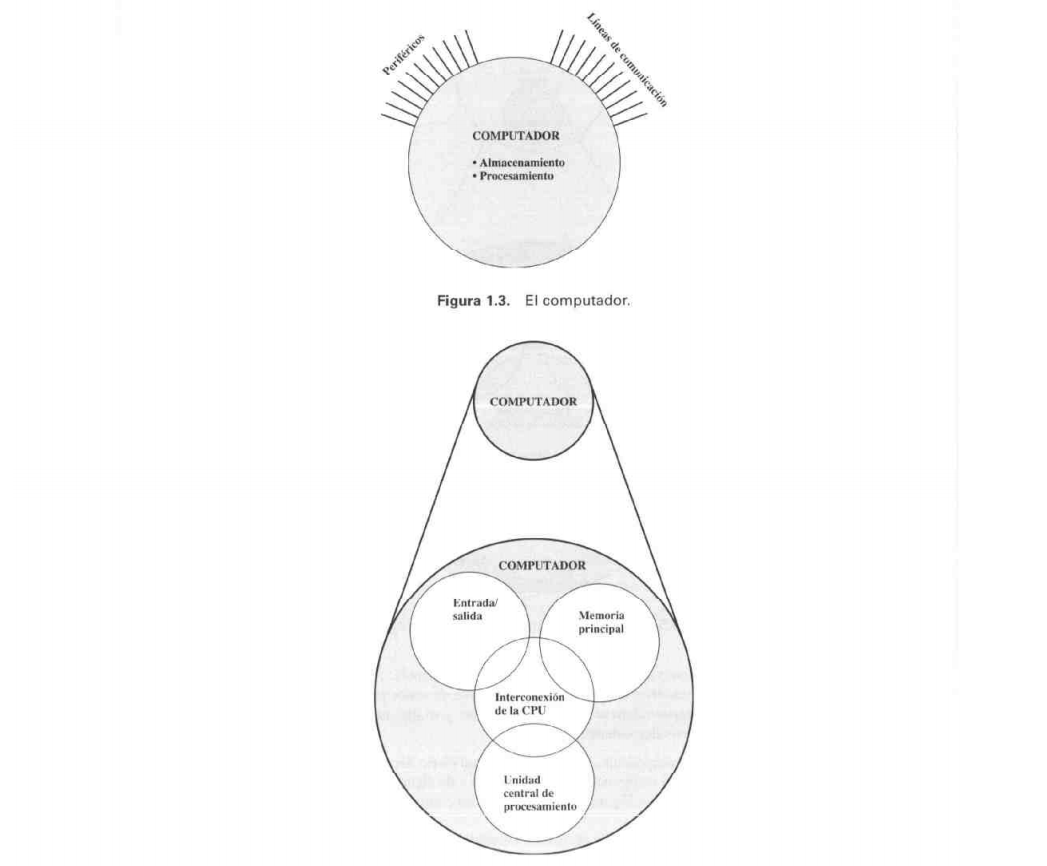 Periféricos
Líneas de comunicación
COMPUTADOR
• Almacenamiento
• Procesamiento
Figura 1.3. El computador.
COMPUTADOR
COMPUTADOR
Entrada/
salida
Memoria
principal
Interconexión
de la CPU
Unidad
central de
procesamiento